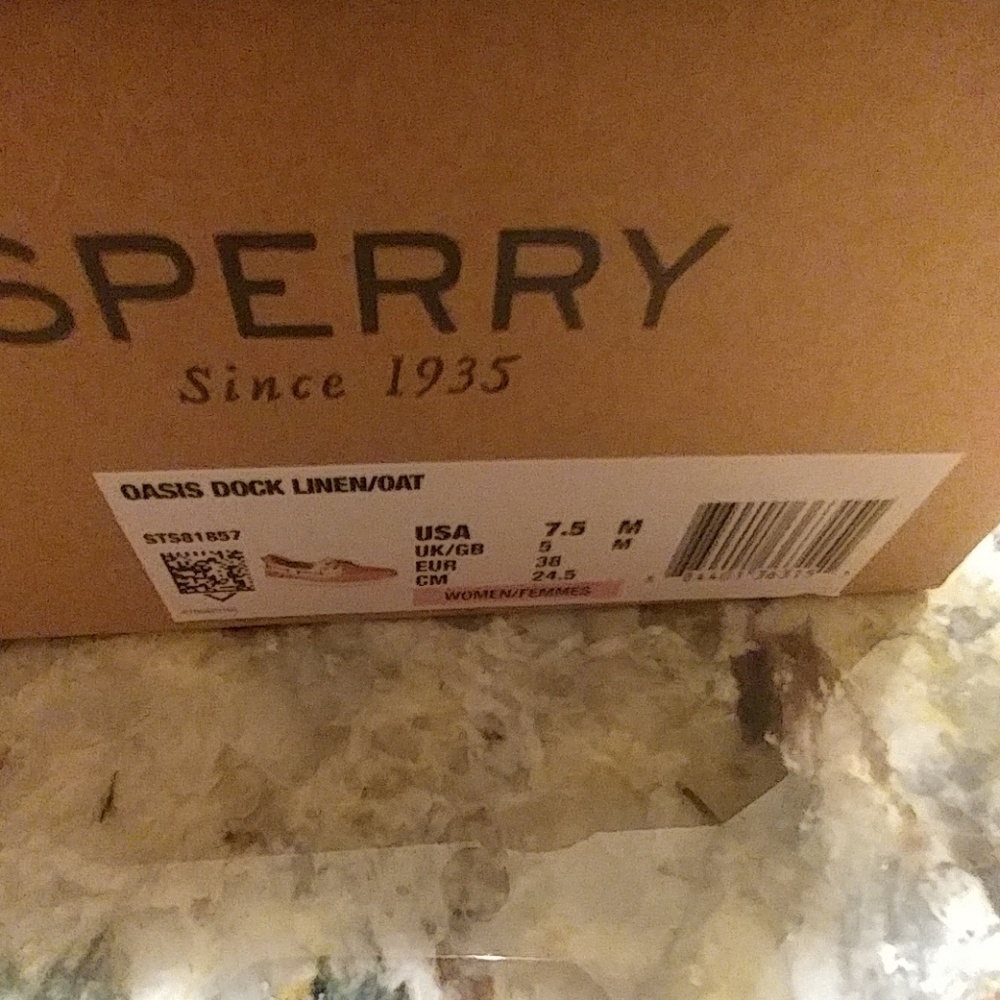 SPERRY
Since 1935
OASIS DOCK LINEN/OAT
STS81857
USA 7.5 M
UK/GB 5 M
EUR 38
CM 24.5
WOMEN/FEMMES